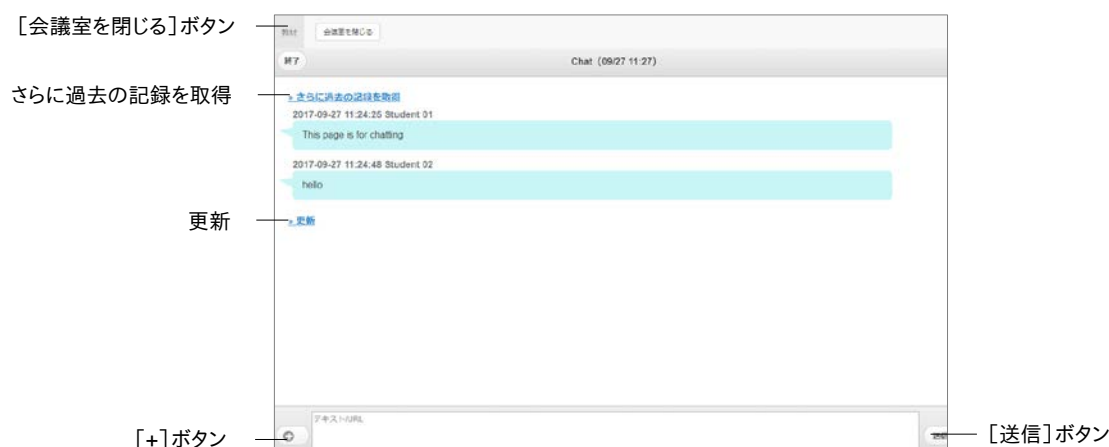 ［会議室を閉じる］ボタン
教材 会議室を閉じる
終了 Chat (09/27 11:27)
さらに過去の記録を取得
» さらに過去の記録を取得
2017-09-27 11:24:25 Student 01
This page is for chatting
2017-09-27 11:24:48 Student 02
hello
更新
» 更新
テキスト/URL
［+］ボタン
送信
［送信］ボタン